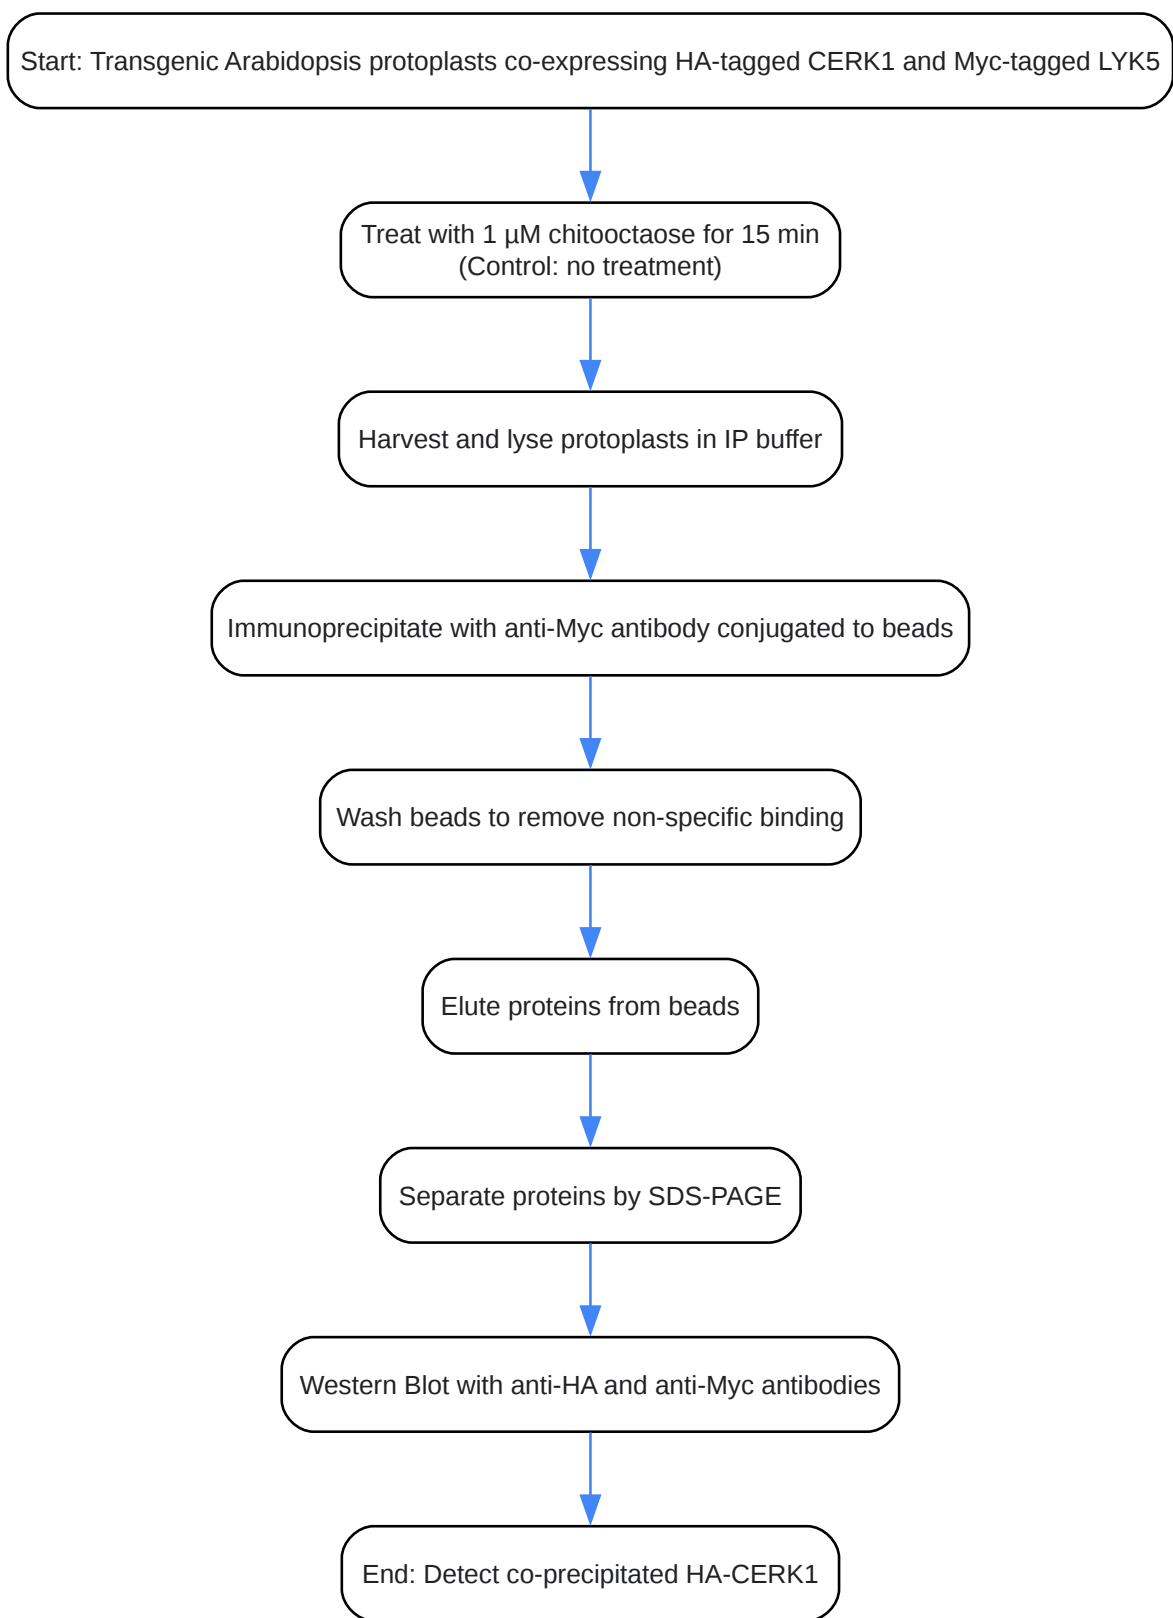 Start: Transgenic Arabidopsis protoplasts co-expressing HA-tagged CERK1 and Myc-tagged LYK5
Treat with 1 µM chitooctaose for 15 min
(Control: no treatment)
Harvest and lyse protoplasts in IP buffer
Immunoprecipitate with anti-Myc antibody conjugated to beads
Wash beads to remove non-specific binding
Elute proteins from beads
Separate proteins by SDS-PAGE
Western Blot with anti-HA and anti-Myc antibodies
End: Detect co-precipitated HA-CERK1